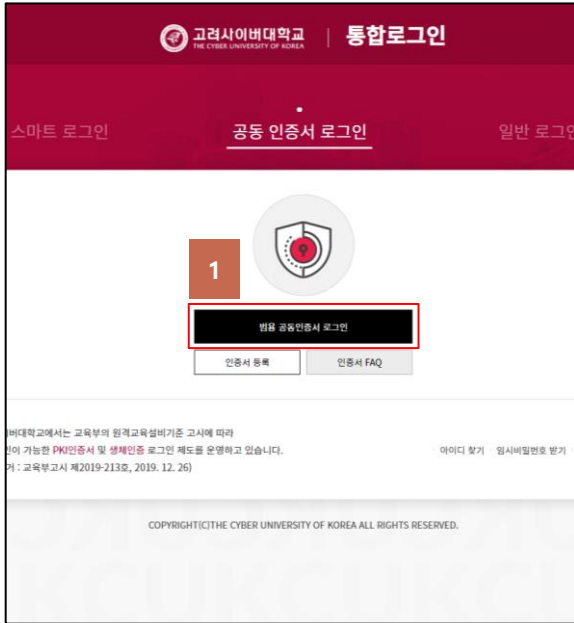 고려사이버대학교
THE CYBER UNIVERSITY OF KOREA
통합로그인
스마트 로그인
공동 인증서 로그인
일반 로그인
1
범용 공동인증서 로그인
인증서 등록
인증서 FAQ
이버대학교에서는 교육부의 원격교육설비기준 고시에 따라
인이 가능한 PKI인증서 및 생체인증 로그인 제도를 운영하고 있습니다.
거 : 교육부고시 제2019-213호, 2019. 12. 26)
아이디 찾기 임시비밀번호 받기
COPYRIGHT(C)THE CYBER UNIVERSITY OF KOREA ALL RIGHTS RESERVED.